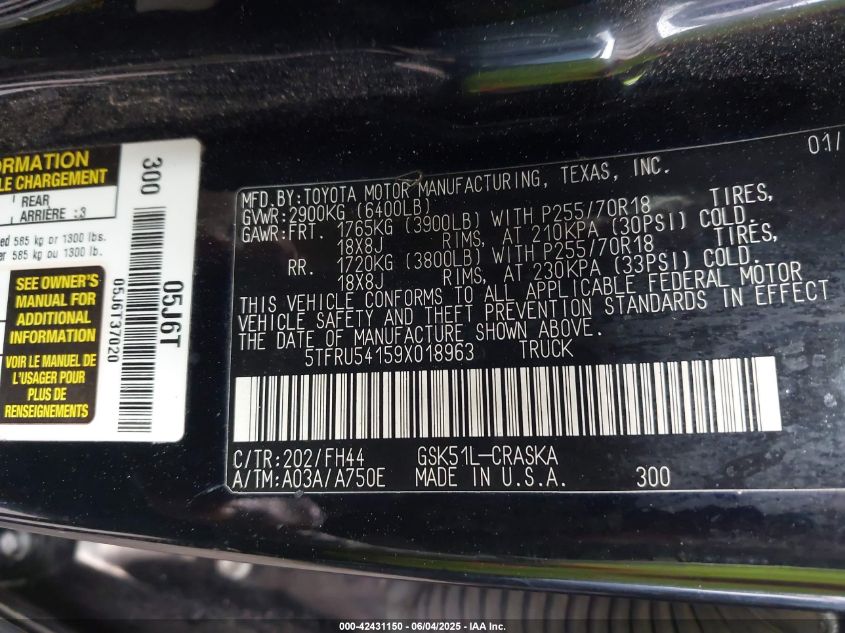 ORMATION
LE CHARGEMENT
REAR
ARRIÈRE : 3
ed 585 kg or 1300 lbs.
er 585 kg ou 1300 lb.
SEE OWNER'S
MANUAL FOR
ADDITIONAL
INFORMATION
VOIR LE MANUEL DE
L'USAGER POUR
PLUS DE
RENSEIGNEMENTS
300
05J6T37020
05J6T
01/
MFD.BY:TOYOTA MOTOR MANUFACTURING, TEXAS, INC.
GVWR:2900KG (6400LB)
GAWR:FRT. 1765KG (3900LB) WITH P255/70R18 TIRES,
18X8J RIMS, AT 210KPA (30PSI) COLD.
RR. 1720KG (3800LB) WITH P255/70R18 TIRES,
18X8J RIMS, AT 230KPA (33PSI) COLD.
THIS VEHICLE CONFORMS TO ALL APPLICABLE FEDERAL MOTOR
VEHICLE SAFETY AND THEFT PREVENTION STANDARDS IN EFFECT
THE DATE OF MANUFACTURE SHOWN ABOVE.
5TFRU54159X018963 TRUCK
C/TR:202/FH44 GSK51L-CRASKA
A/TM:A03A/A750E MADE IN U.S.A. 300
000-42431150 - 06/04/2025 - IAA Inc.